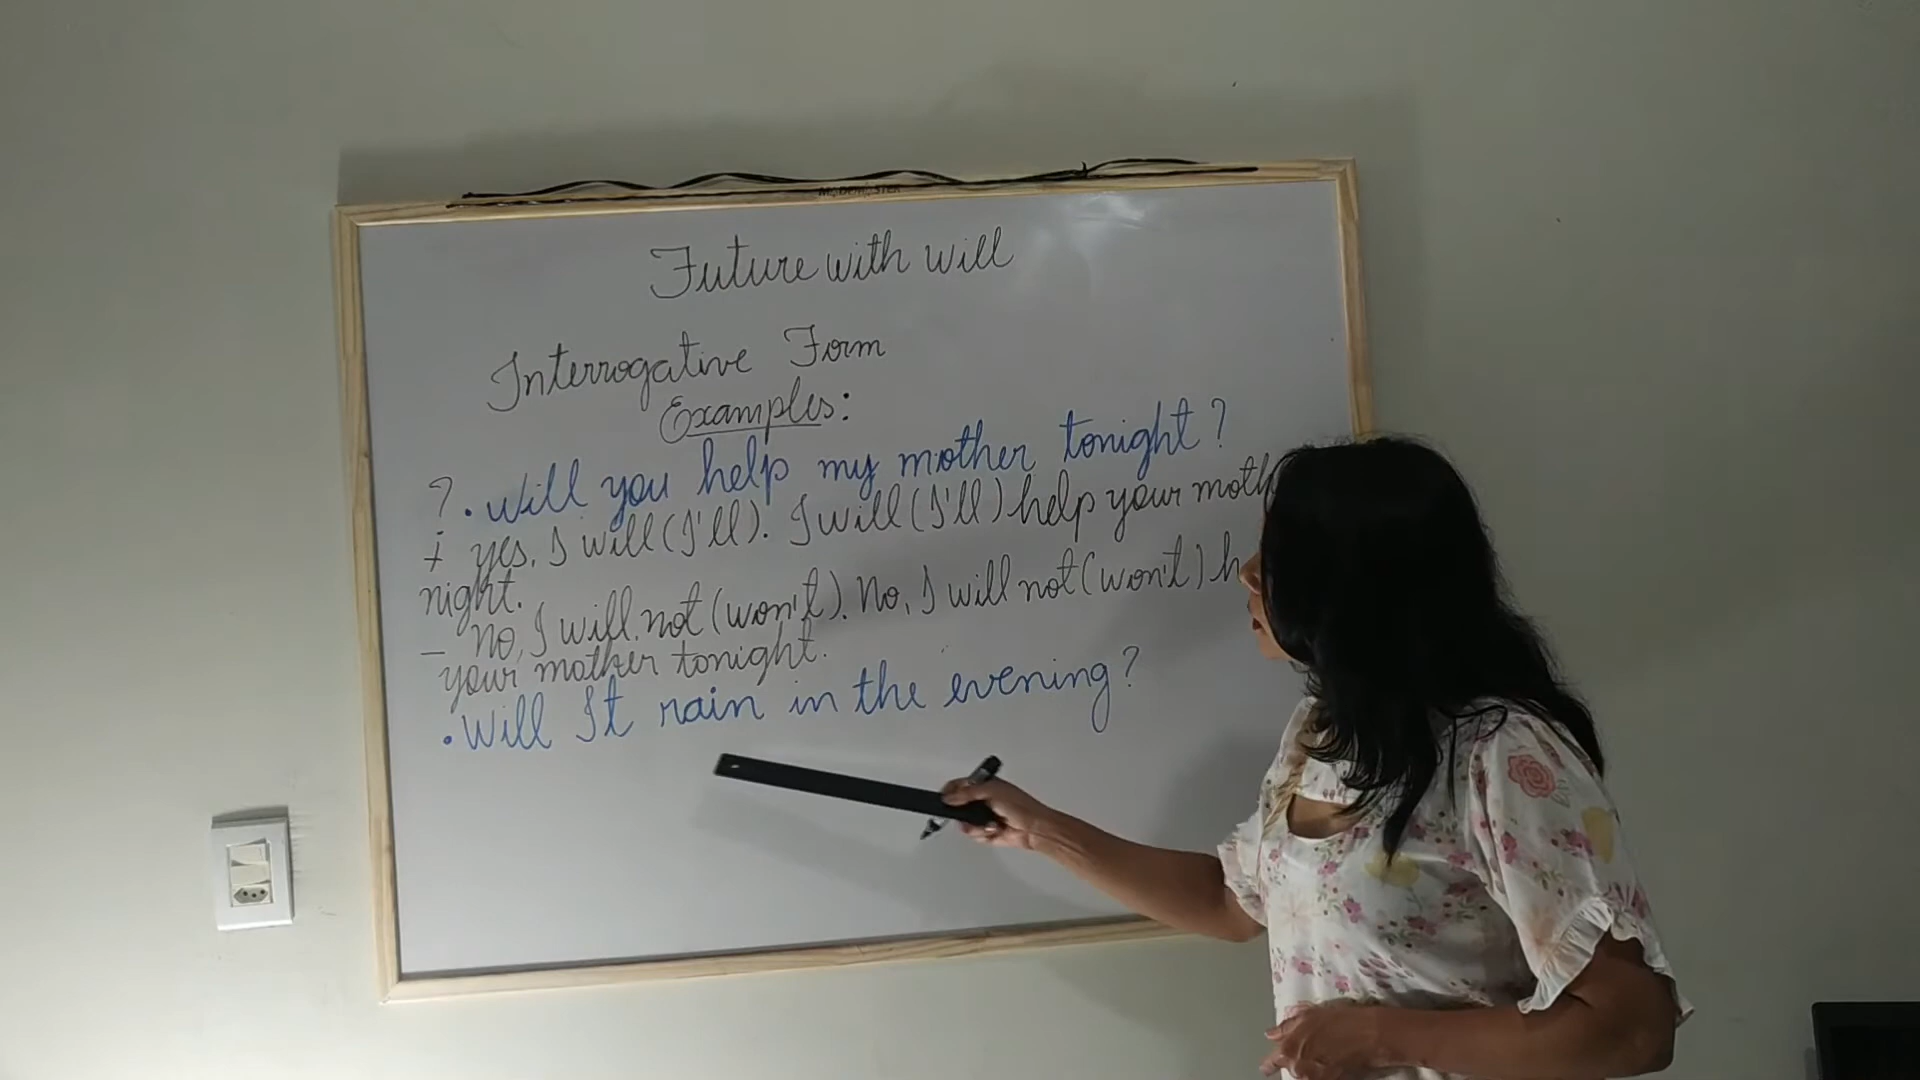 Future with will
Interrogative Form
Examples:
? . Will you help my mother tonight?
+ yes, I will (I'll). I will (I'll) help your
night.
- No, I will not (won't). No, I will not (won't)
your mother tonight.
. Will It rain in the evening?